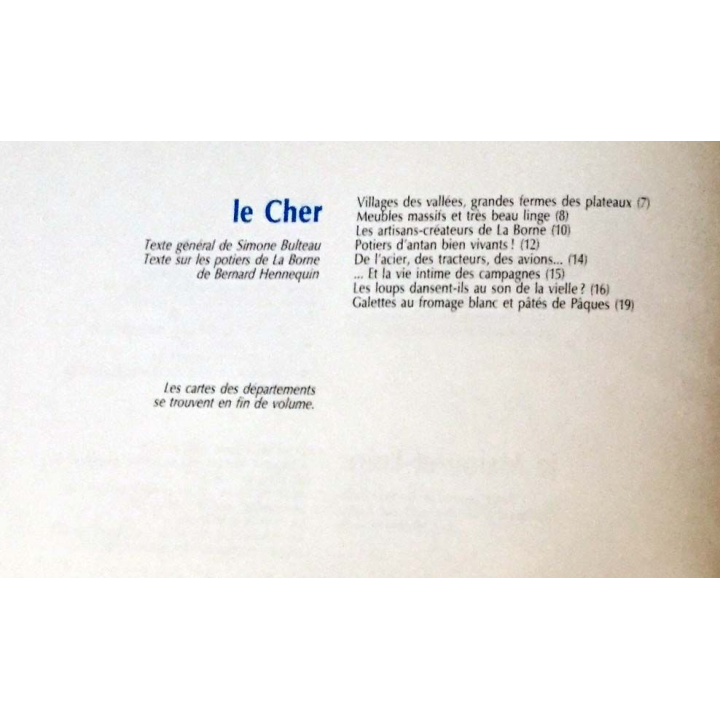 le Cher
Texte général de Simone Bulteau
Texte sur les potiers de La Borne
de Bernard Hennequin
Les cartes des départements
se trouvent en fin de volume.
Villages des vallées, grandes fermes des plateaux (7)
Meubles massifs et très beau linge (8)
Les artisans-créateurs de La Borne (10)
Potiers d'antan bien vivants ! (12)
De l'acier, des tracteurs, des avions... (14)
... Et la vie intime des campagnes (15)
Les loups dansent-ils au son de la vielle ? (16)
Galettes au fromage blanc et pâtés de Pâques (19)